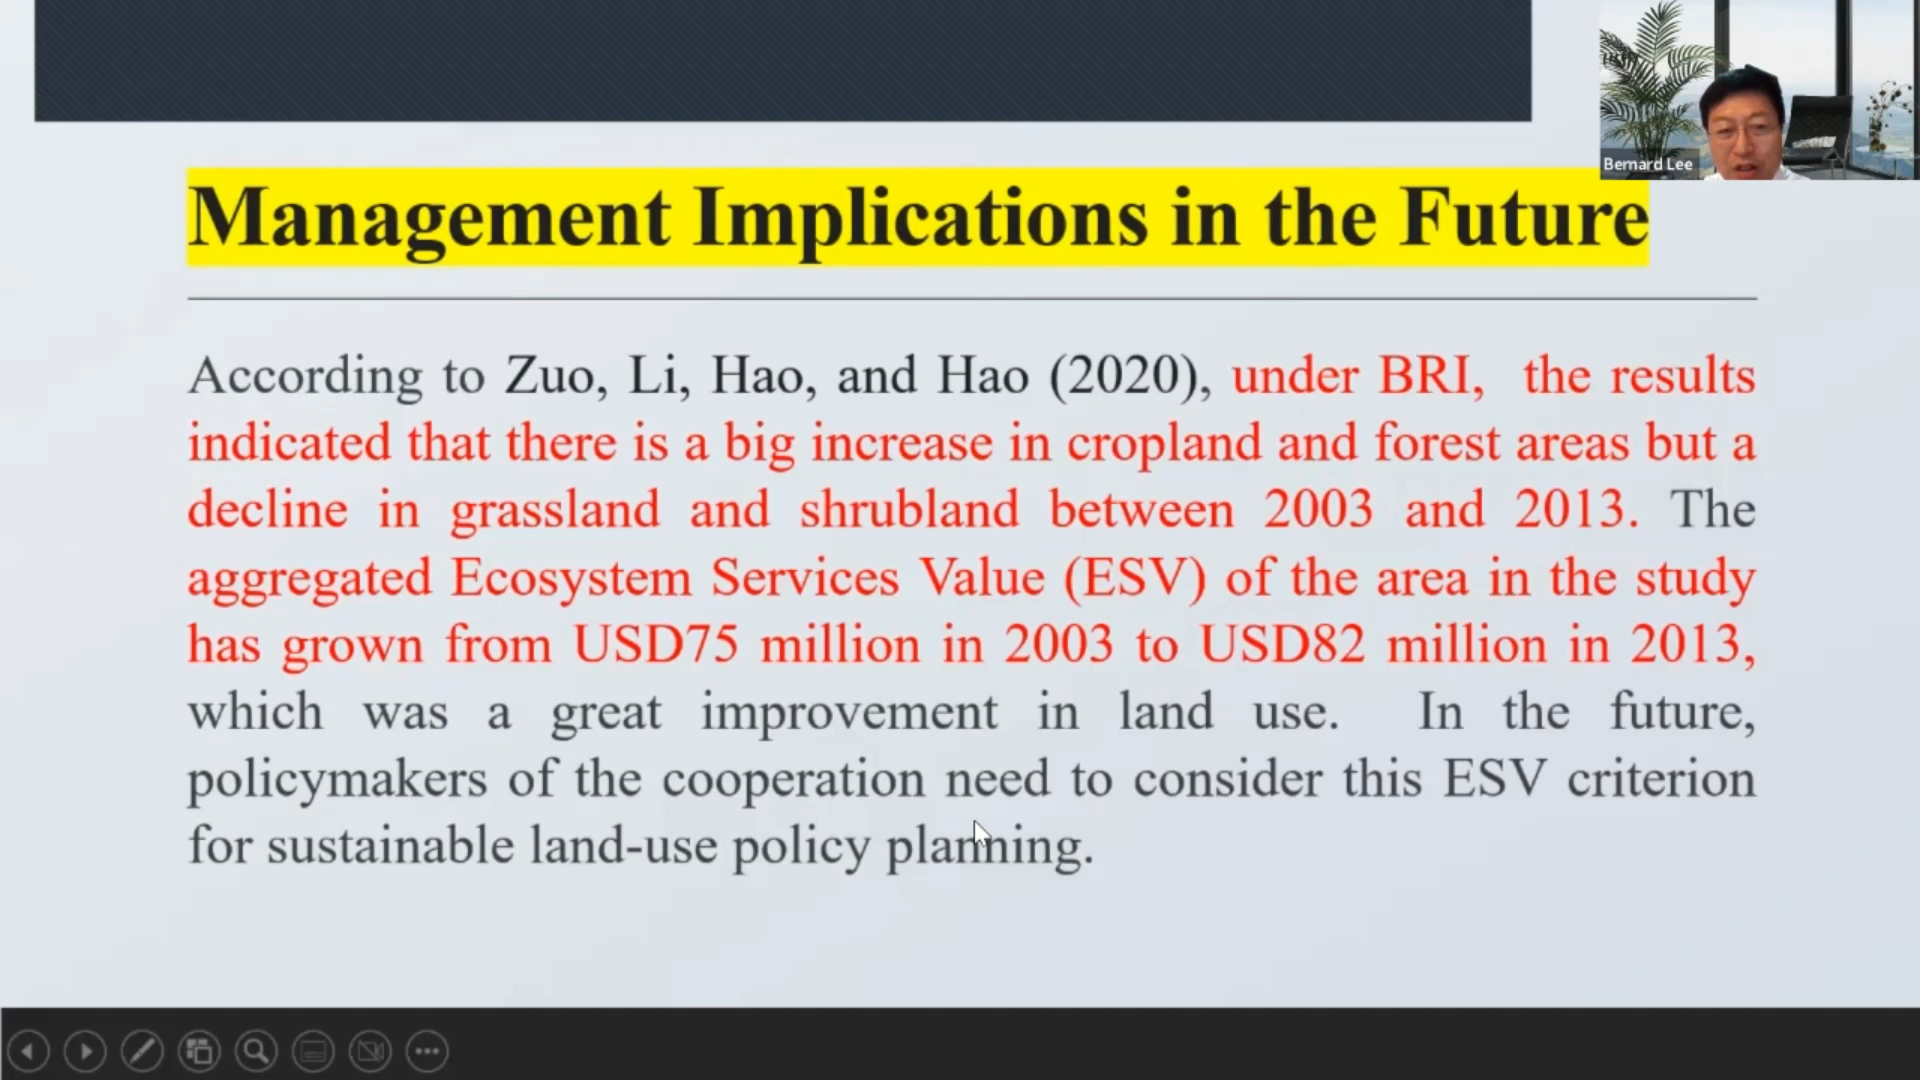 Bernard Lee
Management Implications in the Future
According to Zuo, Li, Hao, and Hao (2020), under BRI, the results
indicated that there is a big increase in cropland and forest areas but a
decline in grassland and shrubland between 2003 and 2013. The
aggregated Ecosystem Services Value (ESV) of the area in the study
has grown from USD75 million in 2003 to USD82 million in 2013,
which was a great improvement in land use. In the future,
policymakers of the cooperation need to consider this ESV criterion
for sustainable land-use policy planning.